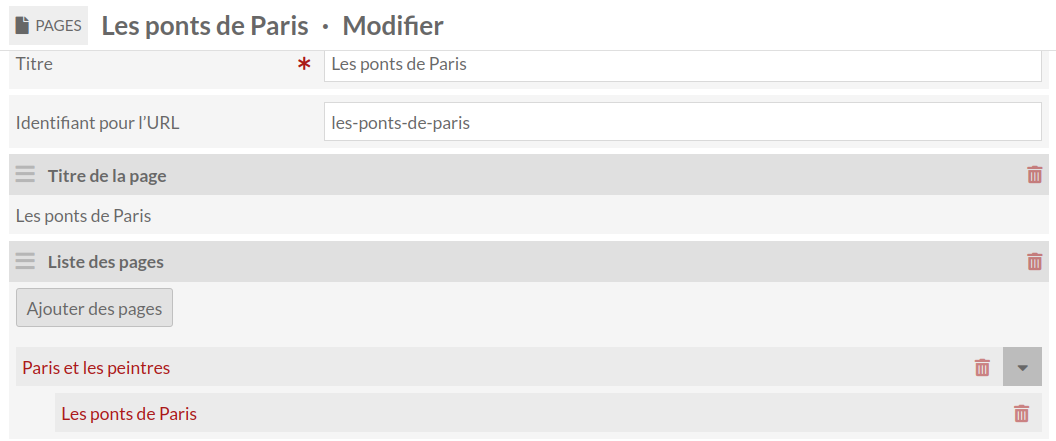 PAGES Les ponts de Paris · Modifier
Titre * Les ponts de Paris
Identifiant pour l'URL les-ponts-de-paris
Titre de la page
Les ponts de Paris
Liste des pages
Ajouter des pages
Paris et les peintres
Les ponts de Paris